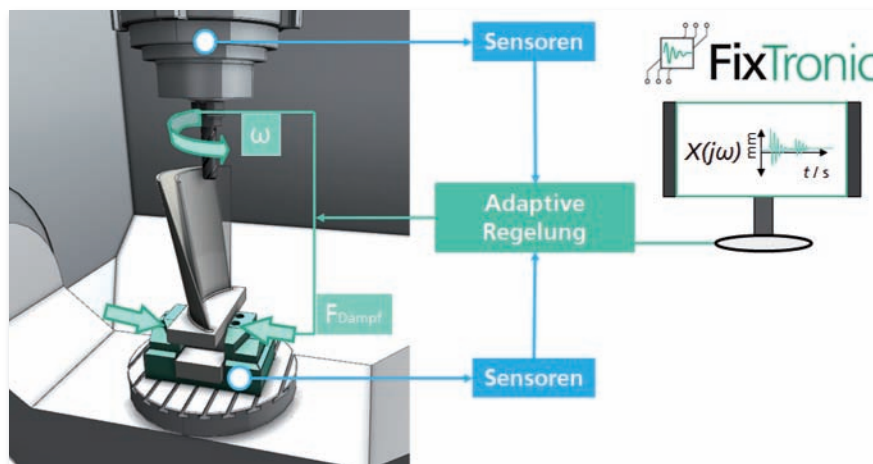 Sensoren
FixTronic
ω
X(jω)
mm
t / s
Adaptive
Regelung
FDämpf
Sensoren